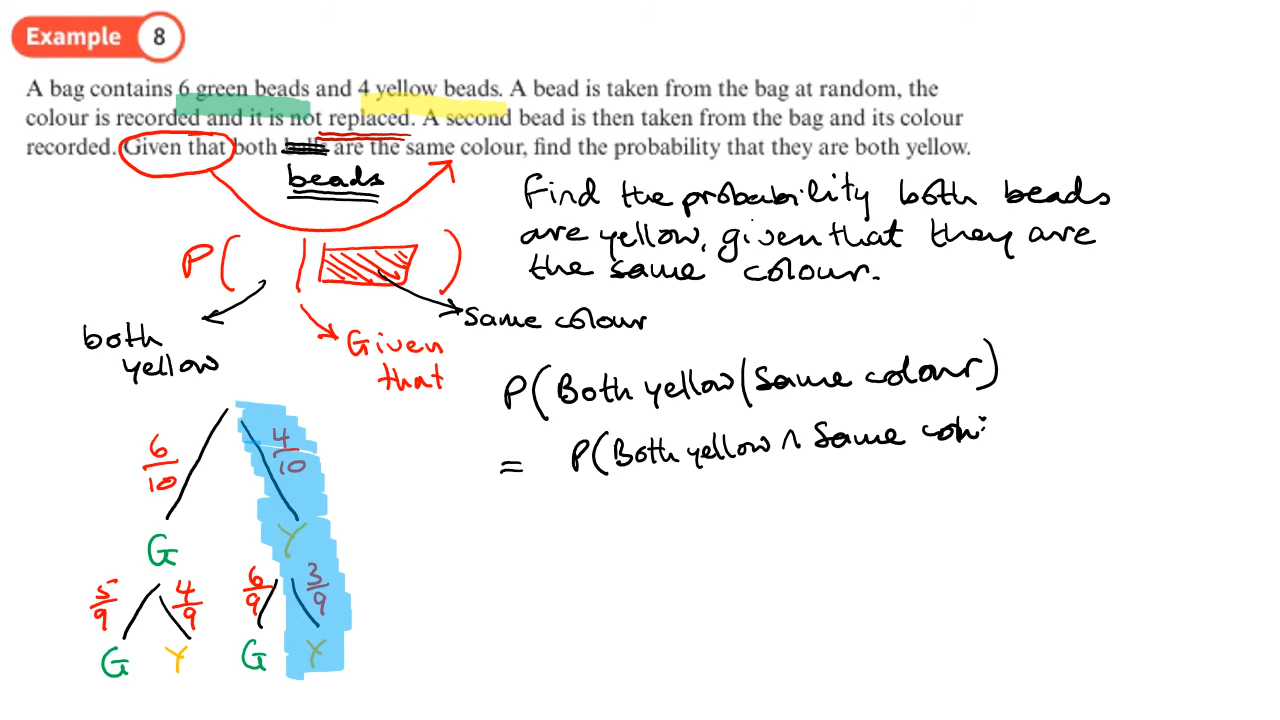 Example 8
A bag contains 6 green beads and 4 yellow beads. A bead is taken from the bag at random, the
colour is recorded and it is not replaced. A second bead is then taken from the bag and its colour
recorded. Given that both are the same colour, find the probability that they are both yellow.
beads
Find the probability both beads
are yellow, given that they are
the same colour.
P( | )
Same colour
both
yellow
Given
that
P(Both yellow | Same colour)
= P(Both yellow ∩ Same
6/10 4/10
G Y
5/9 4/9 6/9 3/9
G Y G Y